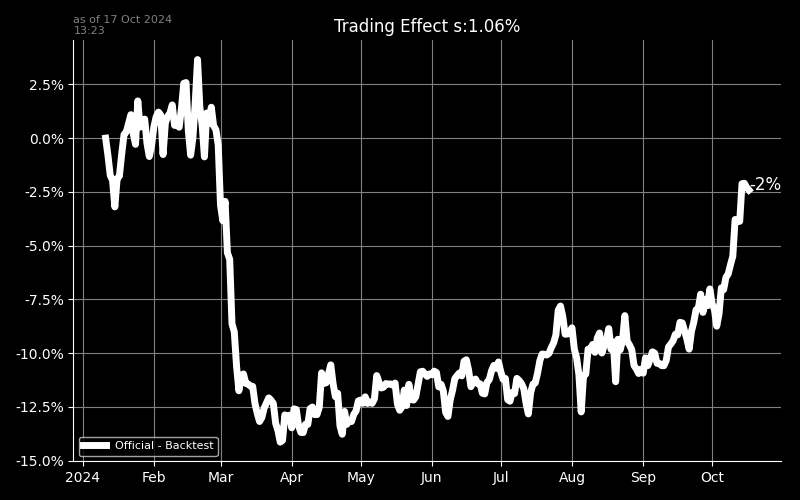 as of 17 Oct 2024
13:23
Trading Effect s:1.06%
2.5%
0.0%
-2.5%
-5.0%
-7.5%
-10.0%
-12.5%
-15.0%
-2%
Official - Backtest
2024 Feb Mar Apr May Jun Jul Aug Sep Oct